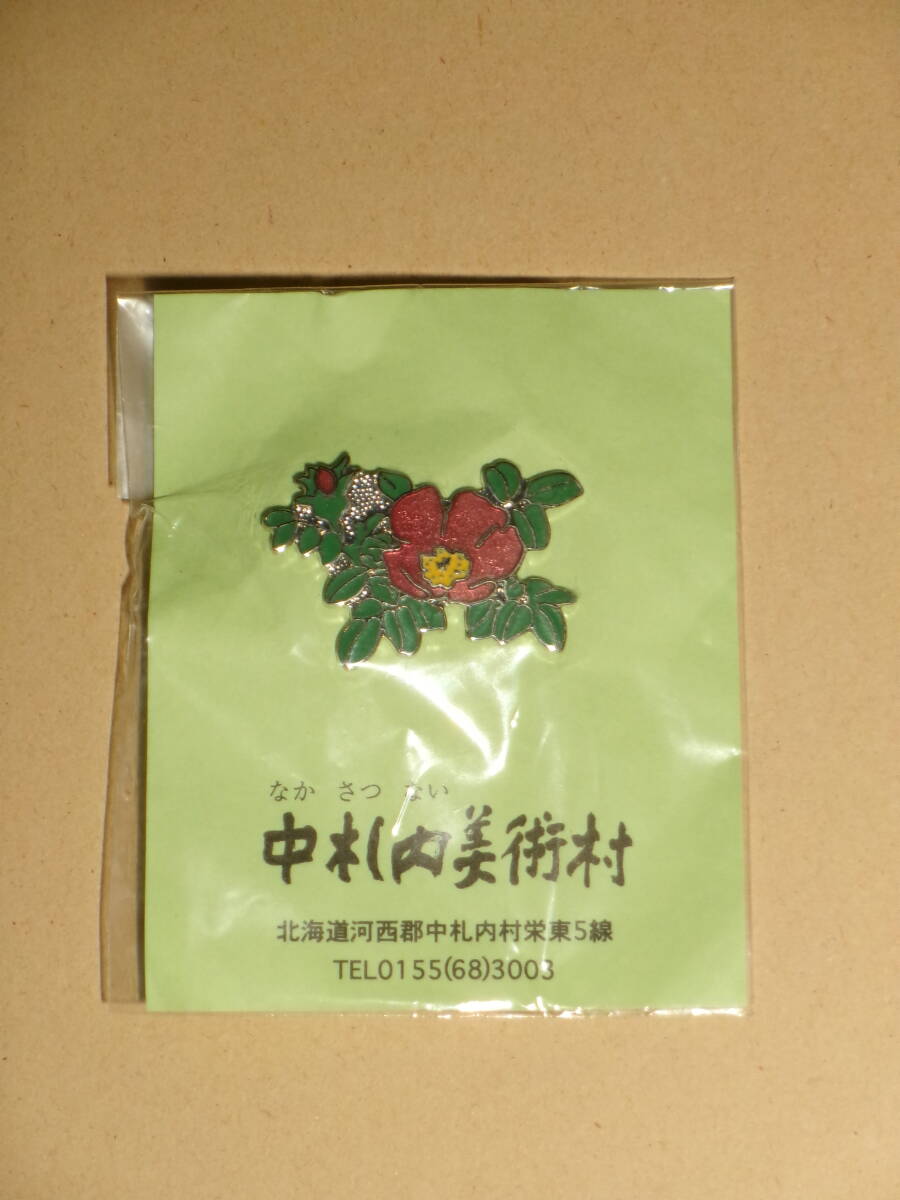 なか さつ ない
中札内美術村
北海道河西郡中札内村栄東5線
TEL0155(68)3003